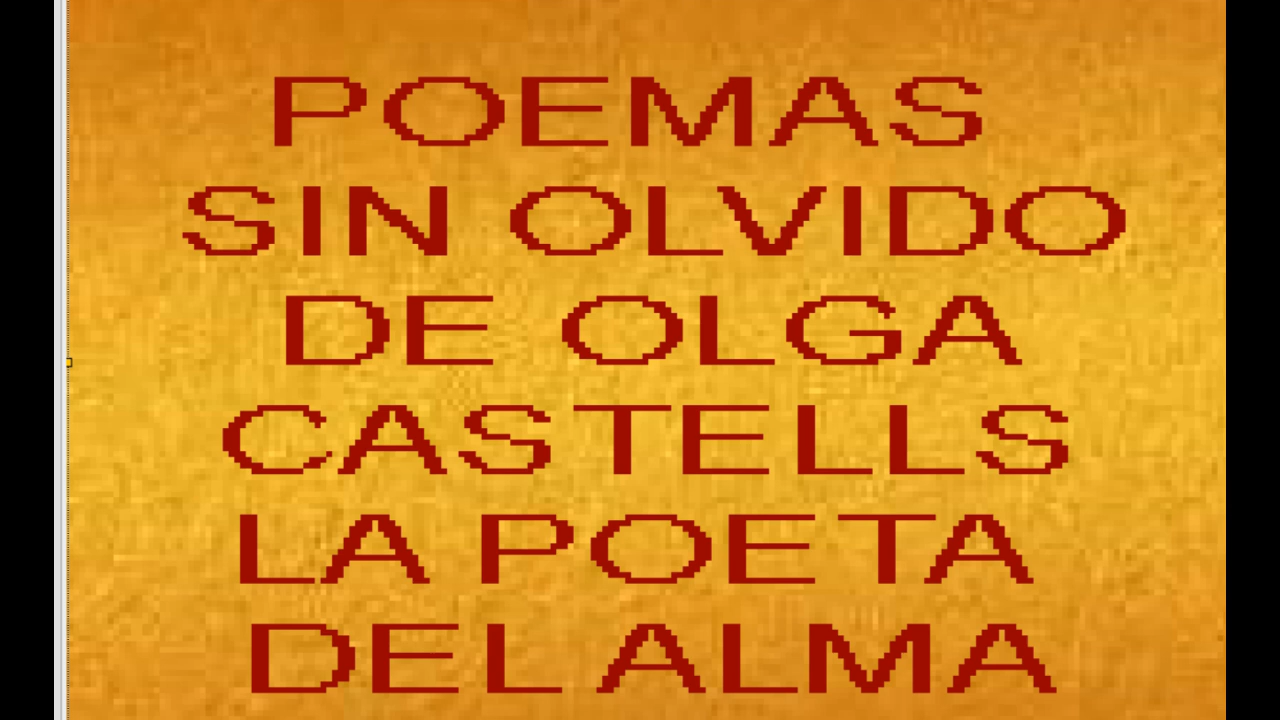 POEMAS
SIN OLVIDO
DE OLGA
CASTELLS
LA POETA
DEL ALMA